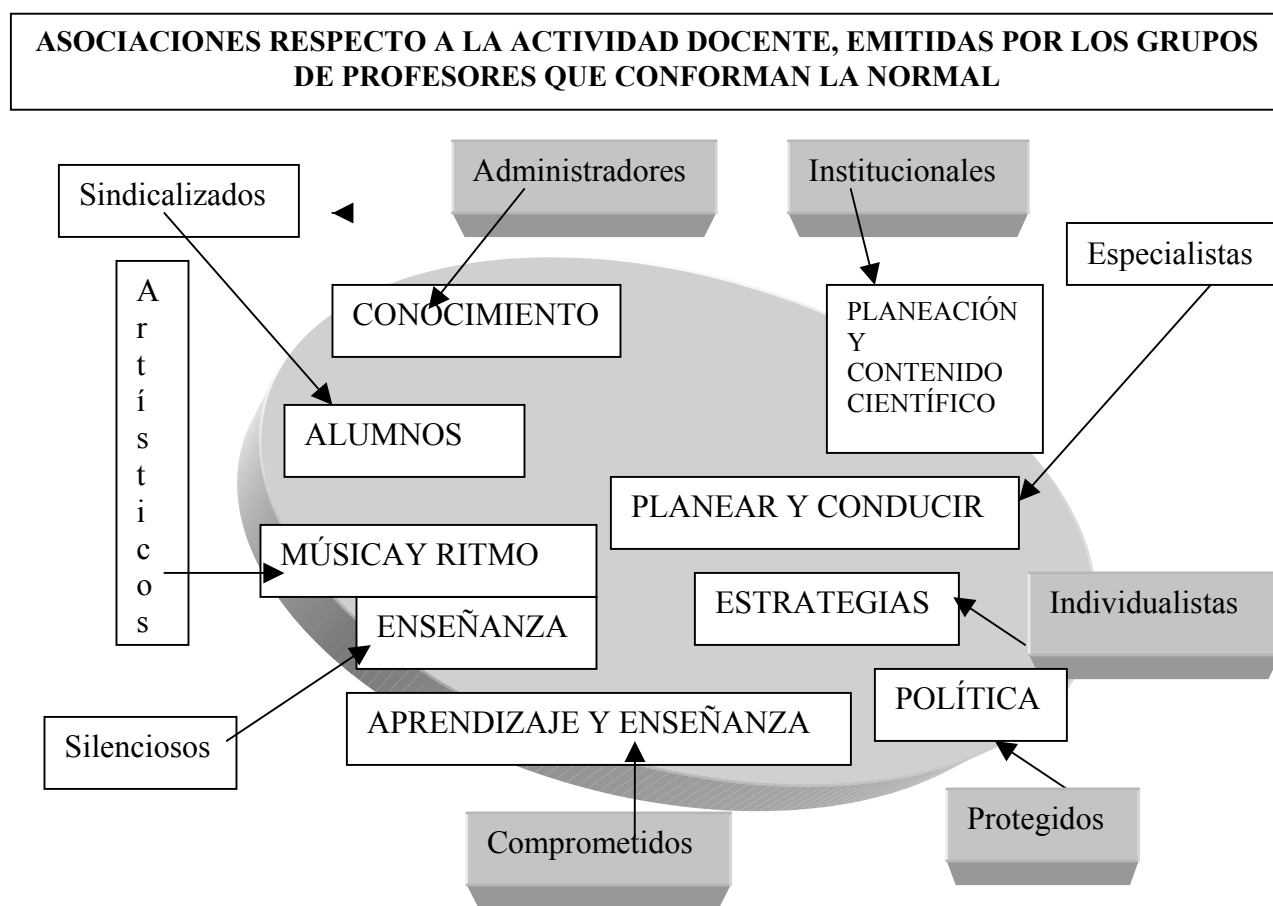 ASOCIACIONES RESPECTO A LA ACTIVIDAD DOCENTE, EMITIDAS POR LOS GRUPOS
DE PROFESORES QUE CONFORMAN LA NORMAL
Administradores
Institucionales
Sindicalizados
Especialistas
Artísticos
CONOCIMIENTO
PLANEACIÓN
Y
CONTENIDO
CIENTÍFICO
ALUMNOS
PLANEAR Y CONDUCIR
MÚSICAY RITMO
ESTRATEGIAS
Individualistas
ENSEÑANZA
POLÍTICA
APRENDIZAJE Y ENSEÑANZA
Silenciosos
Protegidos
Comprometidos